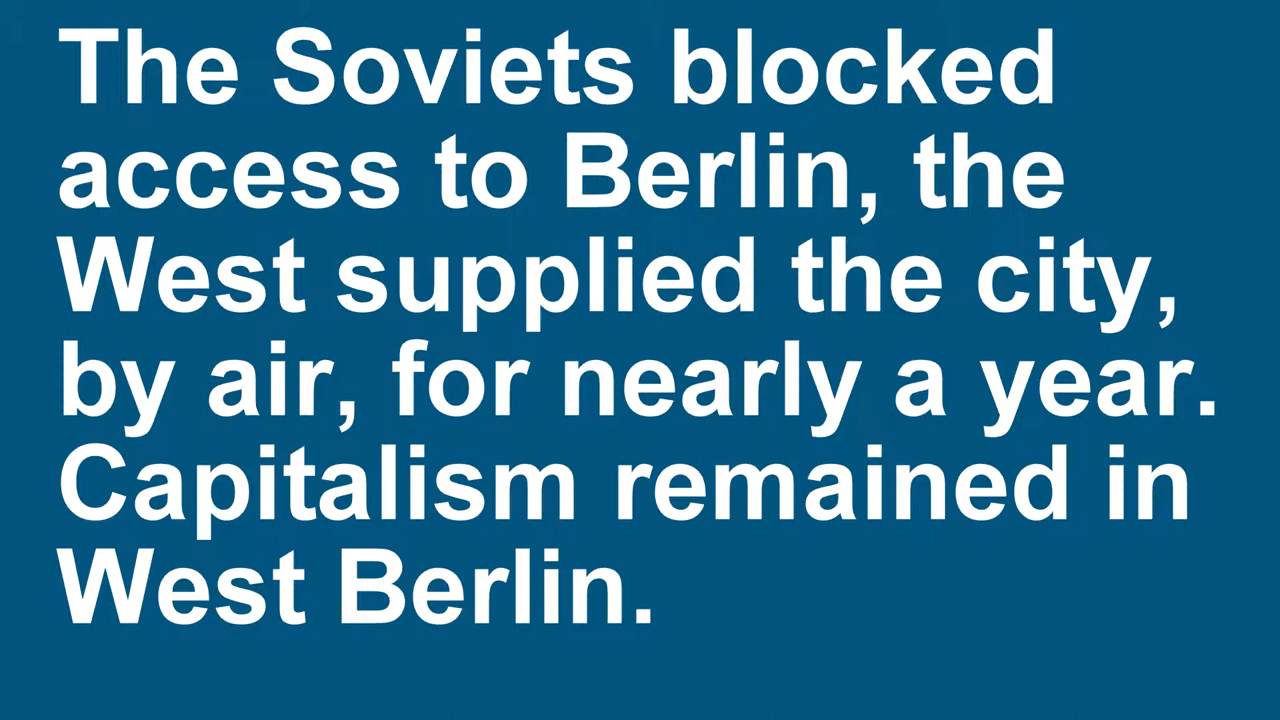 The Soviets blocked
access to Berlin, the
West supplied the city,
by air, for nearly a year.
Capitalism remained in
West Berlin.